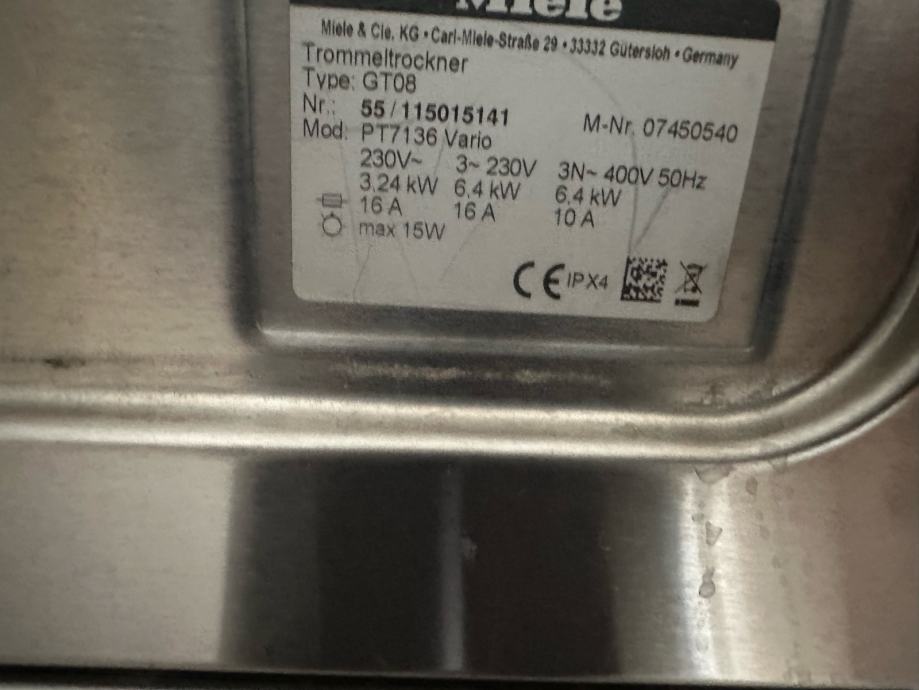 Miele
Miele & Cie. KG • Carl-Miele-Straße 29 • 33332 Gütersloh • Germany
Trommeltrockner
Type: GT08
Nr.: 55 / 115015141 M-Nr. 07450540
Mod: PT7136 Vario
230V~ 3~ 230V 3N~ 400V 50Hz
3,24 kW 6,4 kW 6,4 kW
16 A 16 A 10 A
max 15W
CE IPX4